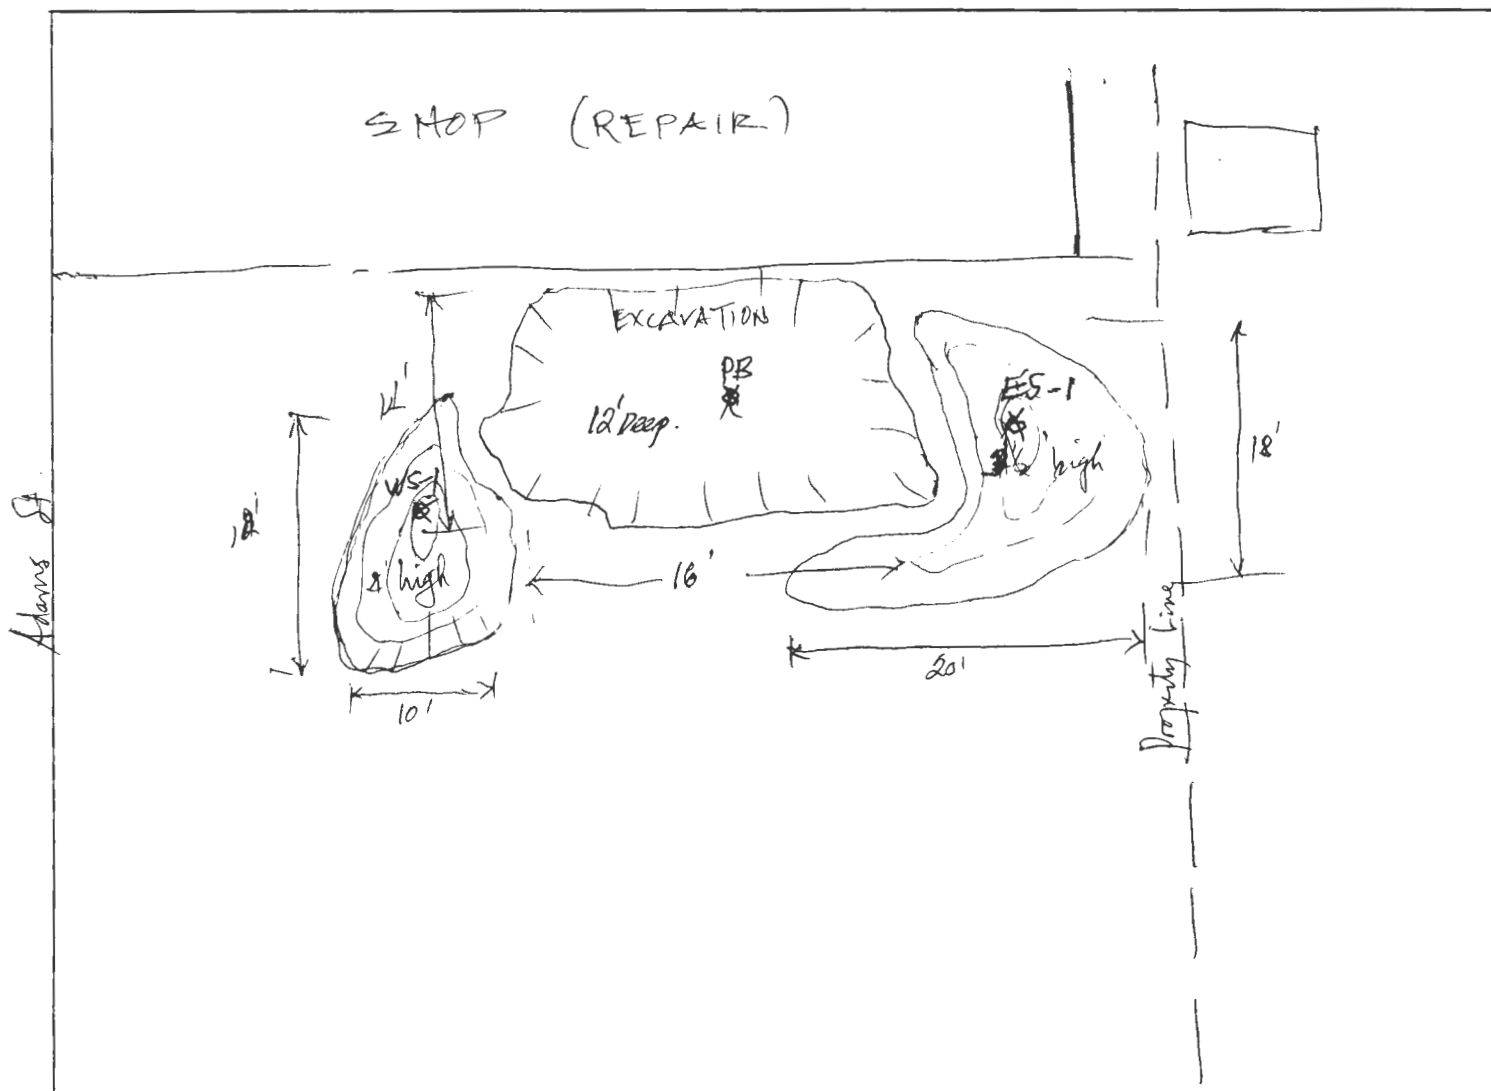 SHOP (REPAIR)
EXCAVATION
PB
12' Deep.
ES-1
high
18'
WS-1
high
16'
20'
10'
Adams St.
Property Line